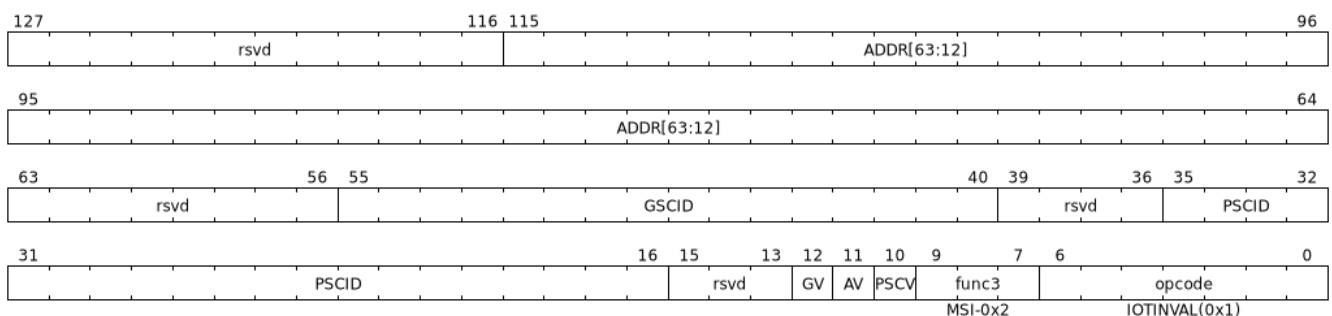 127 116 115 96
rsvd ADDR[63:12]
95 64
ADDR[63:12]
63 56 55 40 39 36 35 32
rsvd GSCID rsvd PSCID
31 16 15 13 12 11 10 9 7 6 0
PSCID rsvd GV AV PSCV func3 opcode
MSI-0x2 IOTINVAL(0x1)